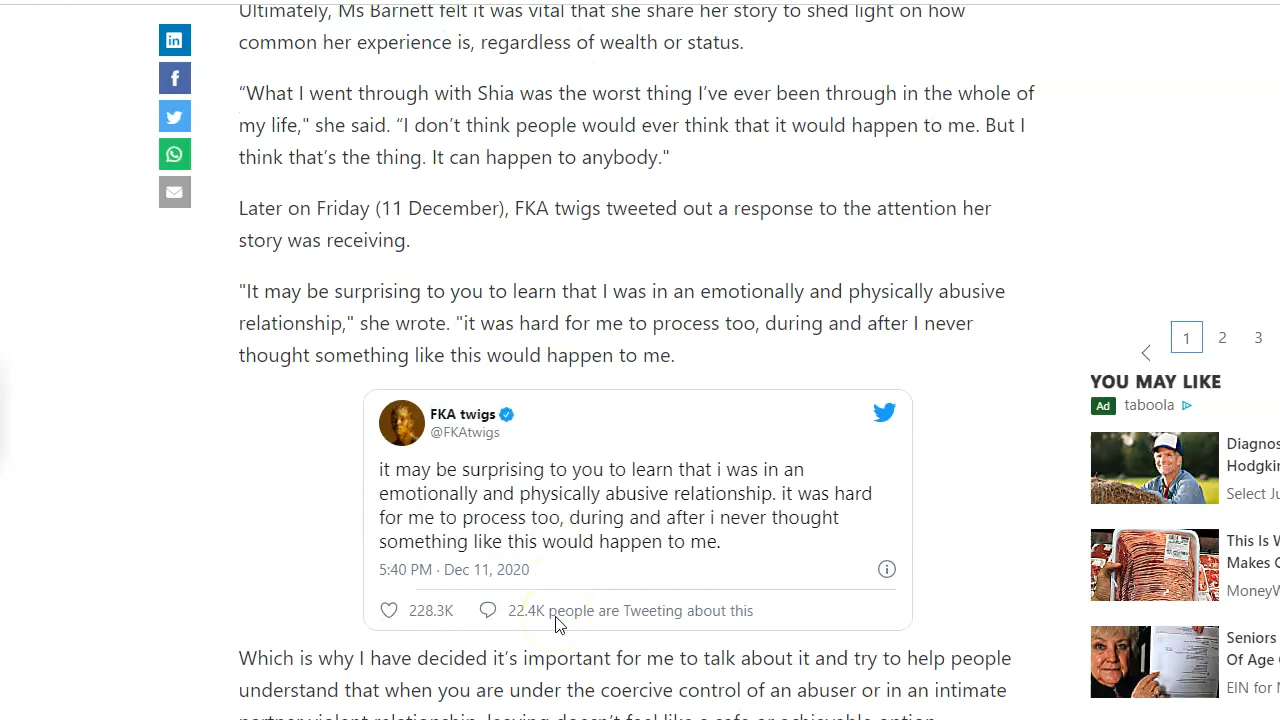 Ultimately, Ms Barnett felt it was vital that she share her story to shed light on how
common her experience is, regardless of wealth or status.
“What I went through with Shia was the worst thing I’ve ever been through in the whole of
my life," she said. “I don’t think people would ever think that it would happen to me. But I
think that’s the thing. It can happen to anybody."
Later on Friday (11 December), FKA twigs tweeted out a response to the attention her
story was receiving.
"It may be surprising to you to learn that I was in an emotionally and physically abusive
relationship," she wrote. "it was hard for me to process too, during and after I never
thought something like this would happen to me.
FKA twigs
@FKAtwigs
it may be surprising to you to learn that i was in an
emotionally and physically abusive relationship. it was hard
for me to process too, during and after i never thought
something like this would happen to me.
5:40 PM · Dec 11, 2020
228.3K 22.4K people are Tweeting about this
Which is why I have decided it’s important for me to talk about it and try to help people
understand that when you are under the coercive control of an abuser or in an intimate
partner violent relationship, leaving doesn’t feel like a safe or achievable option
1 2 3
YOU MAY LIKE
Ad taboola
Diagnos
Hodgki
Select Ju
This Is W
Makes C
MoneyW
Seniors
Of Age
EIN for N